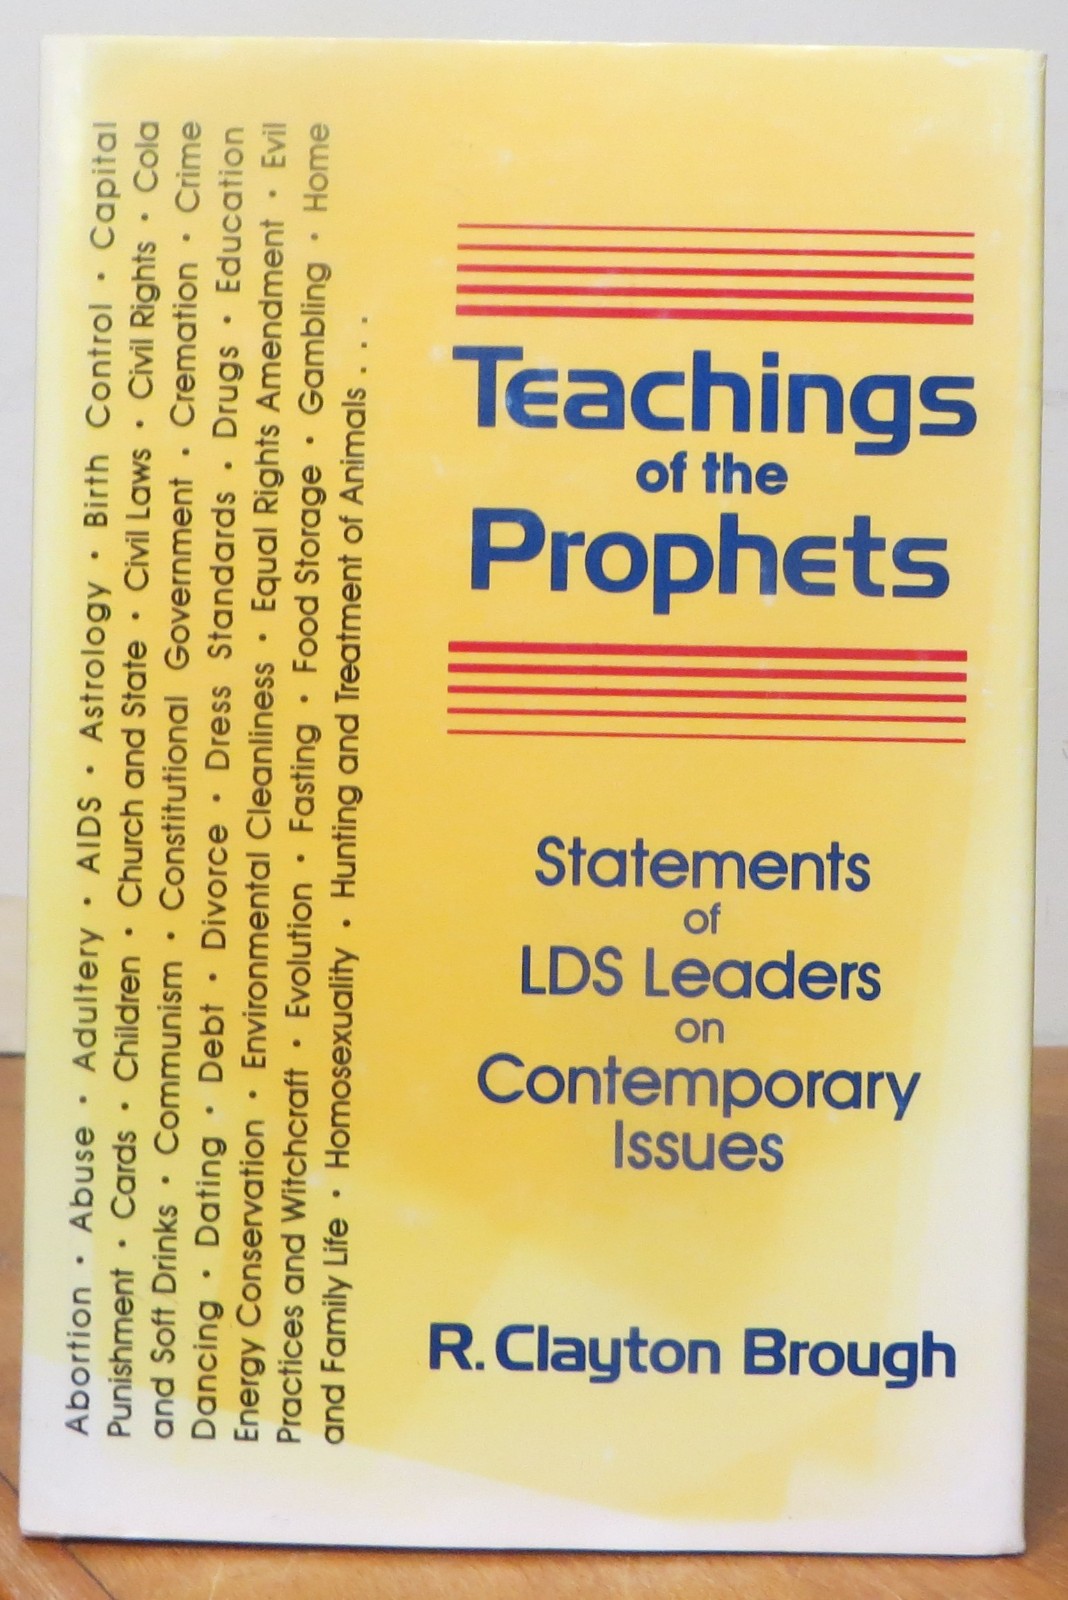 Abortion · Abuse · Adultery · AIDS · Astrology · Birth Control · Capital
Punishment · Cards · Children · Church and State · Civil Laws · Civil Rights · Cola
and Soft Drinks · Communism · Constitutional Government · Cremation · Crime
Dancing · Dating · Debt · Divorce · Dress Standards · Drugs · Education
Energy Conservation · Environmental Cleanliness · Equal Rights Amendment · Evil
Practices and Witchcraft · Evolution · Fasting · Food Storage · Gambling · Home
and Family Life · Homosexuality · Hunting and Treatment of Animals . . . .
Teachings
of the
Prophets
Statements
of
LDS Leaders
on
Contemporary
Issues
R. Clayton Brough